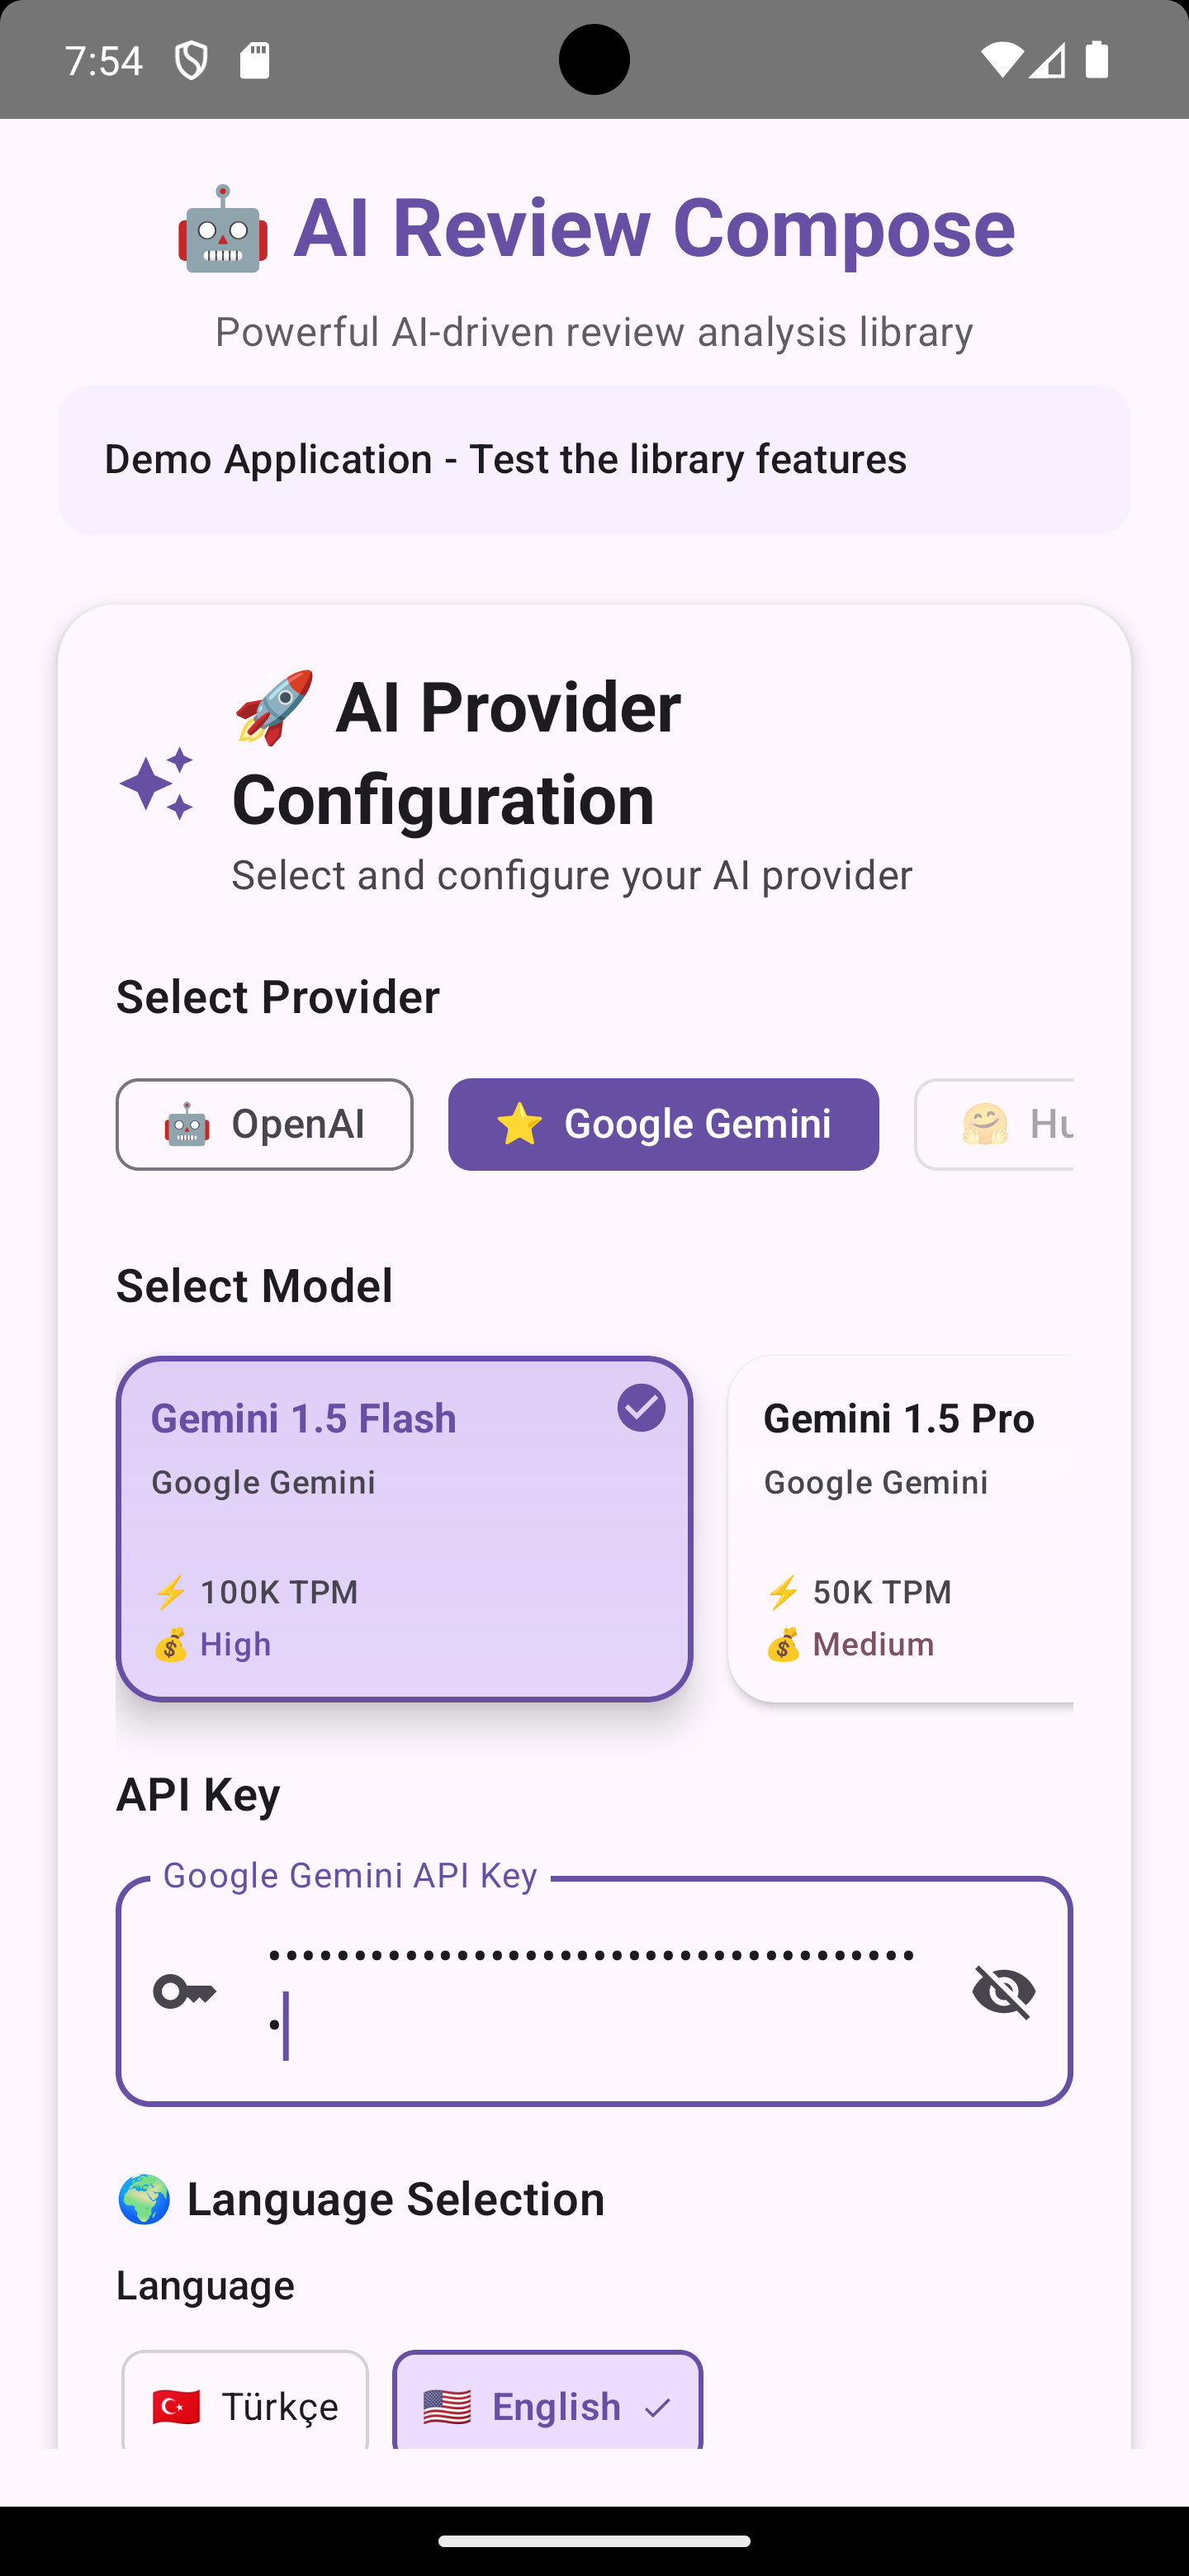 7:54
🤖 AI Review Compose
Powerful AI-driven review analysis library
Demo Application - Test the library features
🚀 AI Provider
Configuration
Select and configure your AI provider
Select Provider
🤖 OpenAI
⭐ Google Gemini
🤗 Hu
Select Model
Gemini 1.5 Flash
Google Gemini
⚡ 100K TPM
💰 High
Gemini 1.5 Pro
Google Gemini
⚡ 50K TPM
💰 Medium
API Key
Google Gemini API Key
••••••••••••••••••••••••••••••••••••••
•
🌍 Language Selection
Language
🇹🇷 Türkçe
🇺🇸 English ✓